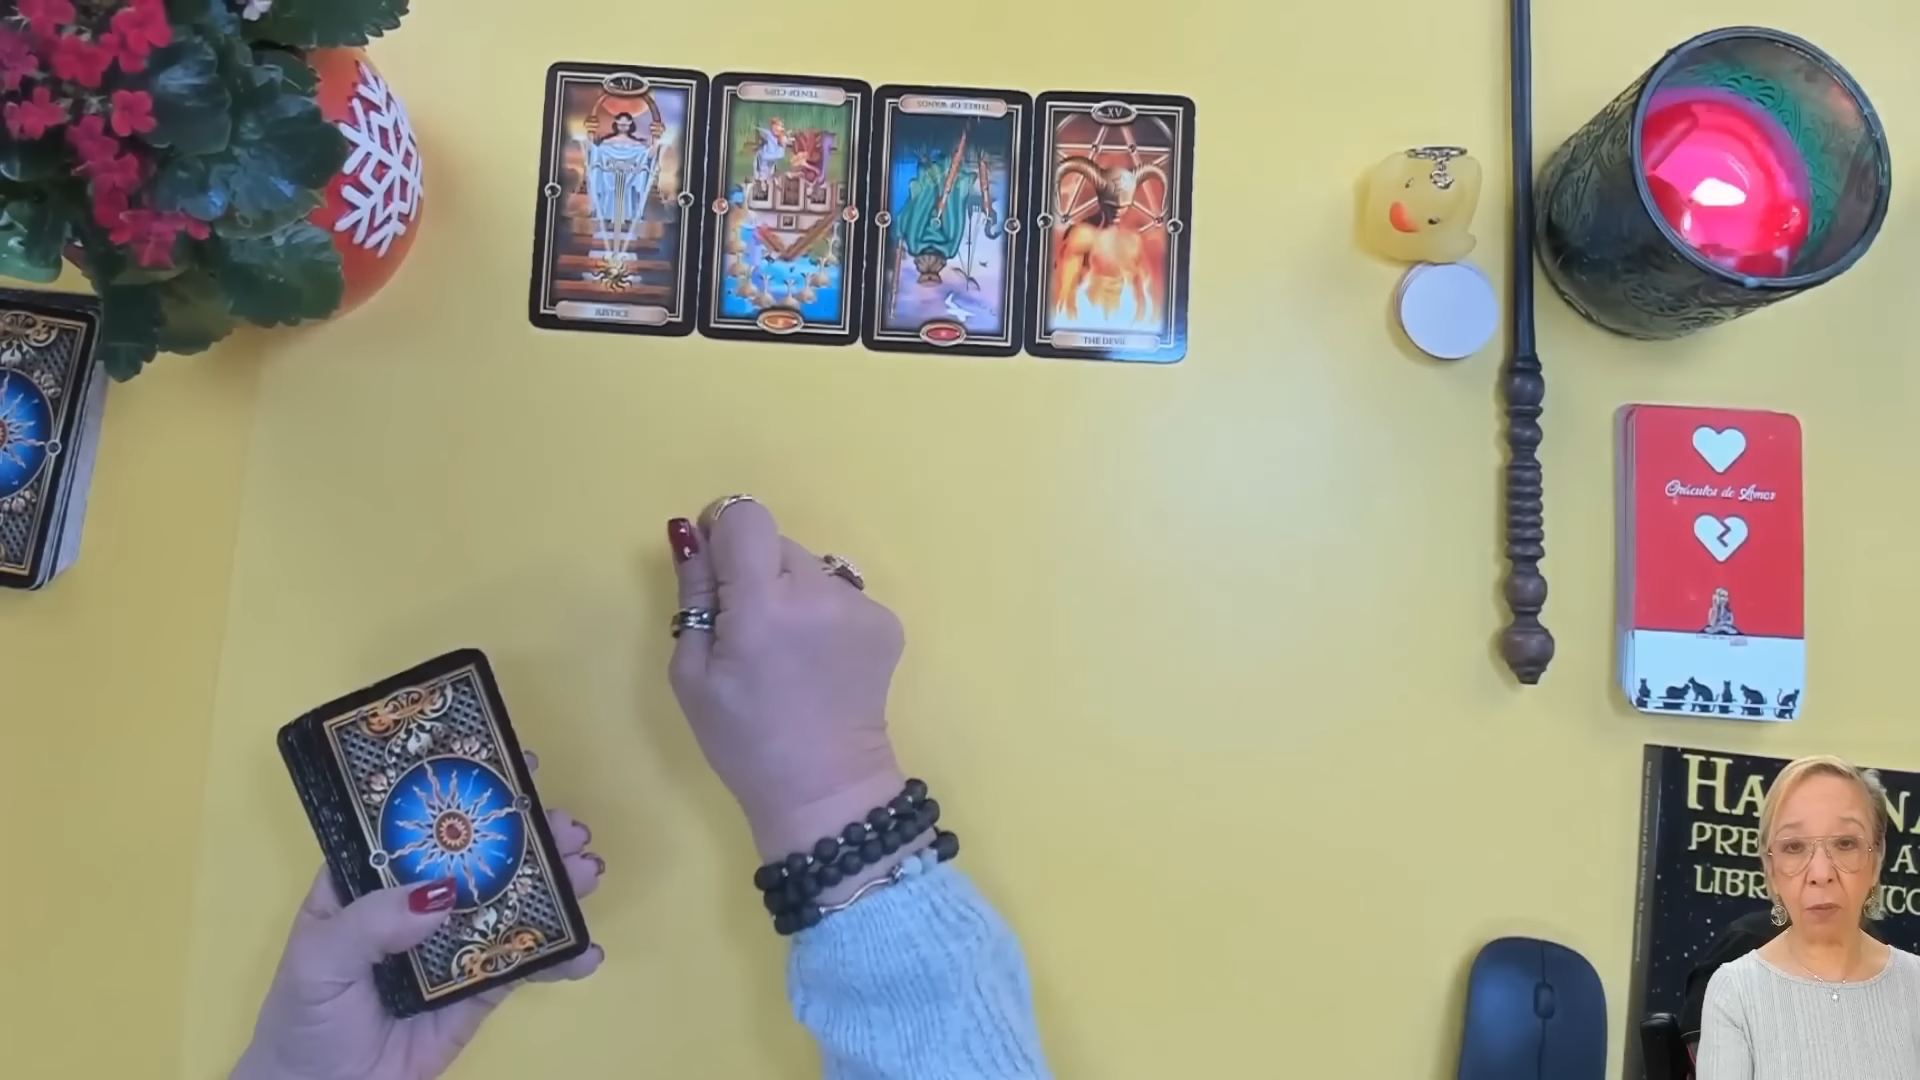 XI
JUSTICE
TEN OF CUPS
THREE OF WANDS
XV
THE DEVIL
Oráculos de Amor
HA
PRE
LIBR